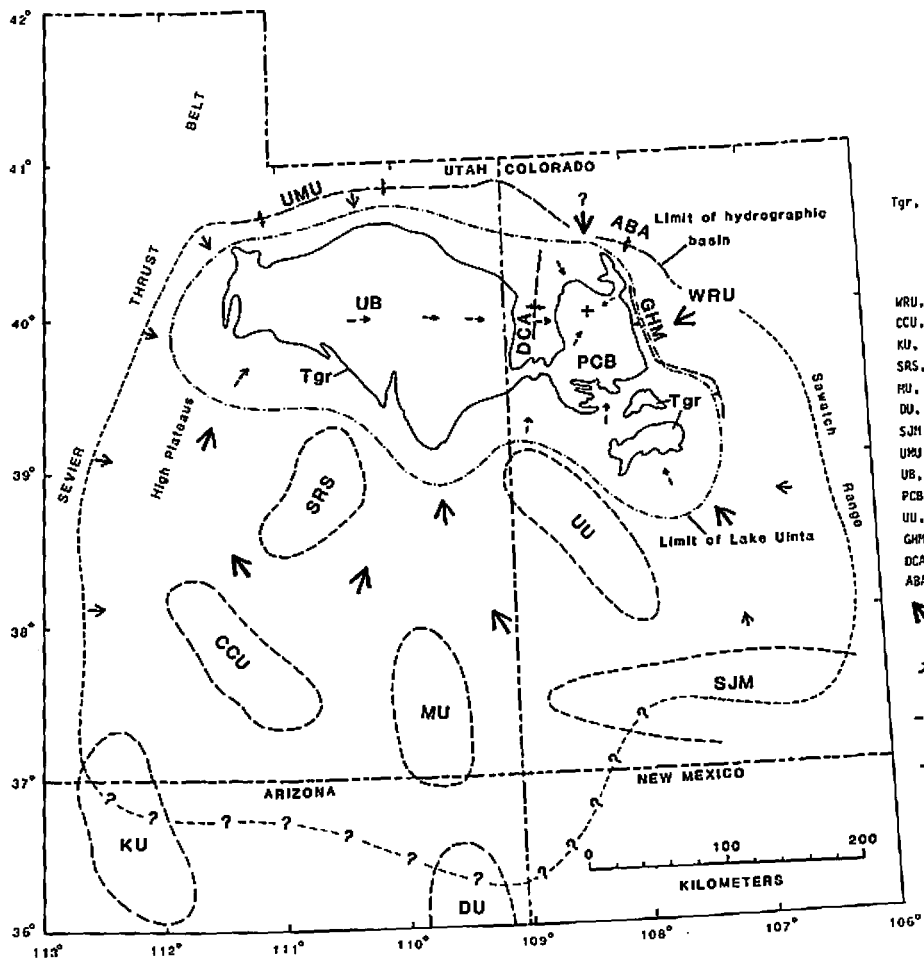 42°
41°
40°
39°
38°
37°
36°
113°
112°
111°
110°
109°
108°
107°
106°
SEVIER THRUST BELT
High Plateaus
UTAH COLORADO
UMU
?
ABA
Limit of hydrographic
basin
WRU
GHM
DCA
UB
PCB
Tgr
Tgr
Sawatch Range
SRS
UU
Limit of Lake Uinta
CCU
MU
SJM
ARIZONA
NEW MEXICO
KU
DU
? ? ? ? ? ? ? ? ? ? ? ? ?
0 100 200
KILOMETERS
Tgr,
WRU,
CCU,
KU,
SRS,
MU,
DU,
SJM
UMU
UB,
PCB
UU,
GHM
DCA
ABA